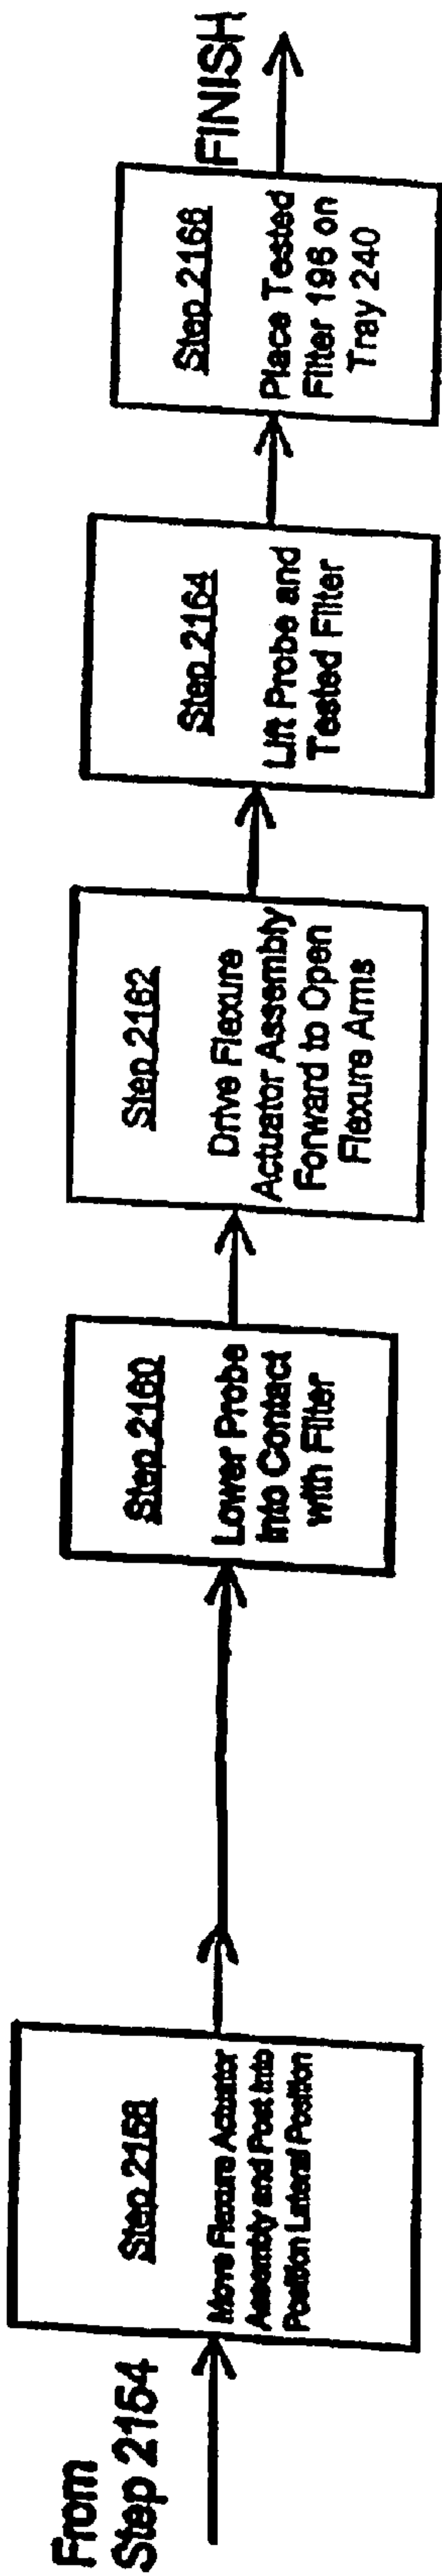 From
Step 2154
Step 2158
Move Flexure Actuator
Assembly and Post Into
Position Lateral Position
Step 2160
Lower Probe
Into Contact
with Filter
Step 2162
Drive Flexure
Actuator Assembly
Forward to Open
Flexure Arms
Step 2164
Lift Probe and
Tested Filter
Step 2166
Place Tested
Filter 196 on
Tray 240
FINISH